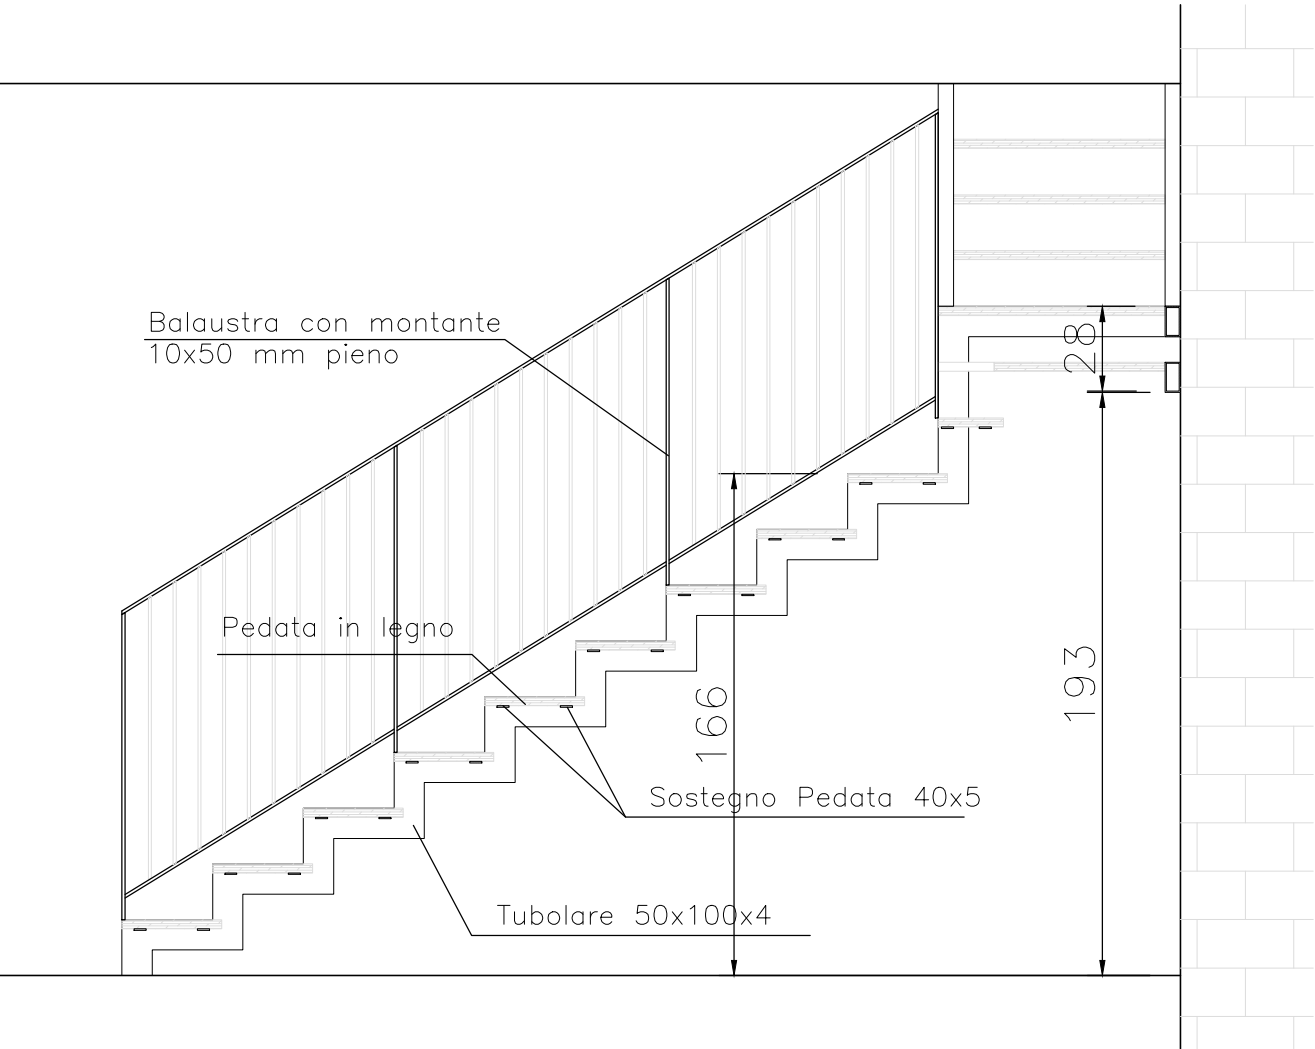 Balaustra con montante
10x50 mm pieno
28
Pedata in legno
193
166
Sostegno Pedata 40x5
Tubolare 50x100x4